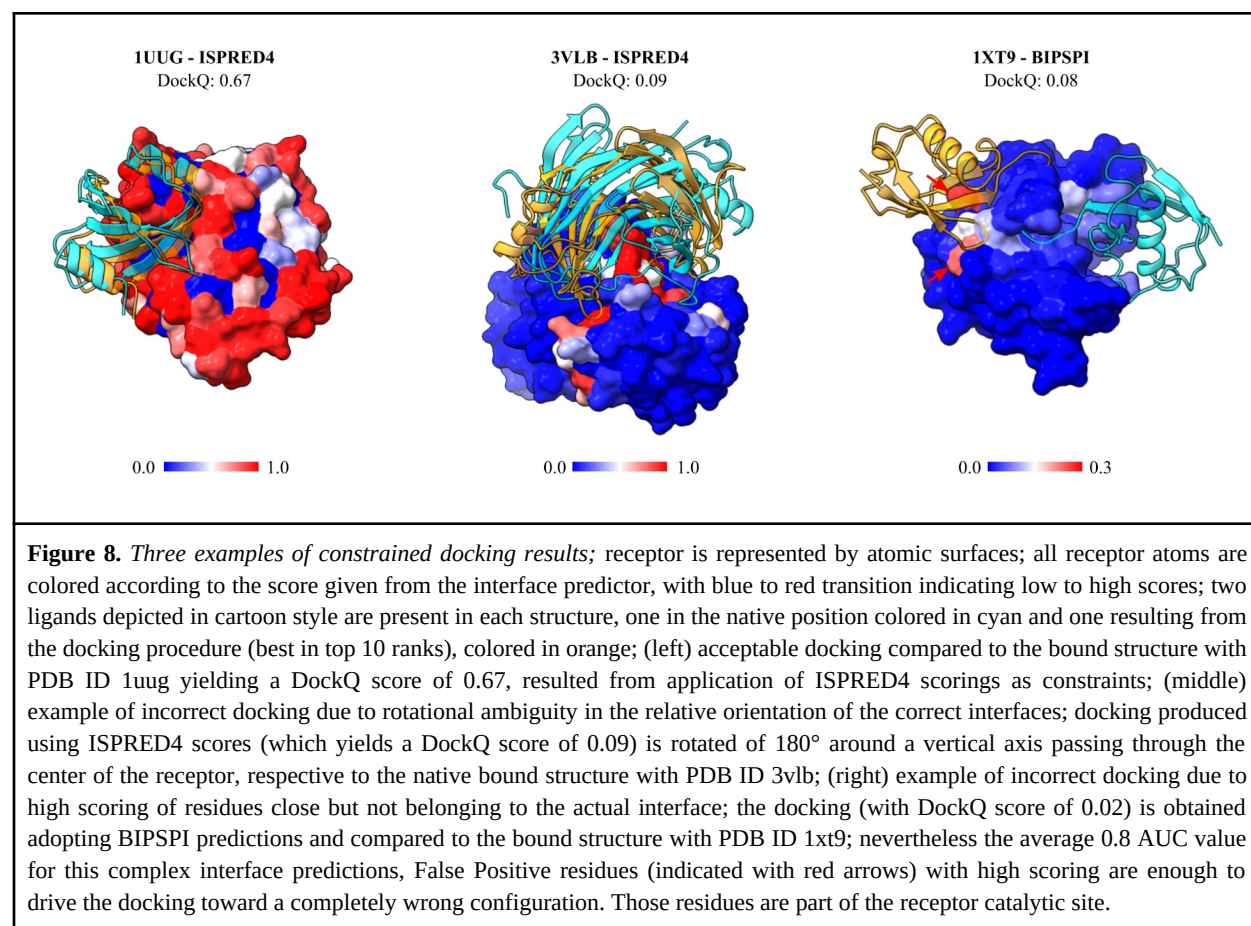 1UUG - ISPRED4
DockQ: 0.67
3VLB - ISPRED4
DockQ: 0.09
1XT9 - BIPSPI
DockQ: 0.08
0.0 1.0
0.0 1.0
0.0 0.3
Figure 8. Three examples of constrained docking results; receptor is represented by atomic surfaces; all receptor atoms are
colored according to the score given from the interface predictor, with blue to red transition indicating low to high scores; two
ligands depicted in cartoon style are present in each structure, one in the native position colored in cyan and one resulting from
the docking procedure (best in top 10 ranks), colored in orange; (left) acceptable docking compared to the bound structure with
PDB ID 1uug yielding a DockQ score of 0.67, resulted from application of ISPRED4 scorings as constraints; (middle)
example of incorrect docking due to rotational ambiguity in the relative orientation of the correct interfaces; docking produced
using ISPRED4 scores (which yields a DockQ score of 0.09) is rotated of 180° around a vertical axis passing through the
center of the receptor, respective to the native bound structure with PDB ID 3vlb; (right) example of incorrect docking due to
high scoring of residues close but not belonging to the actual interface; the docking (with DockQ score of 0.02) is obtained
adopting BIPSPI predictions and compared to the bound structure with PDB ID 1xt9; nevertheless the average 0.8 AUC value
for this complex interface predictions, False Positive residues (indicated with red arrows) with high scoring are enough to
drive the docking toward a completely wrong configuration. Those residues are part of the receptor catalytic site.